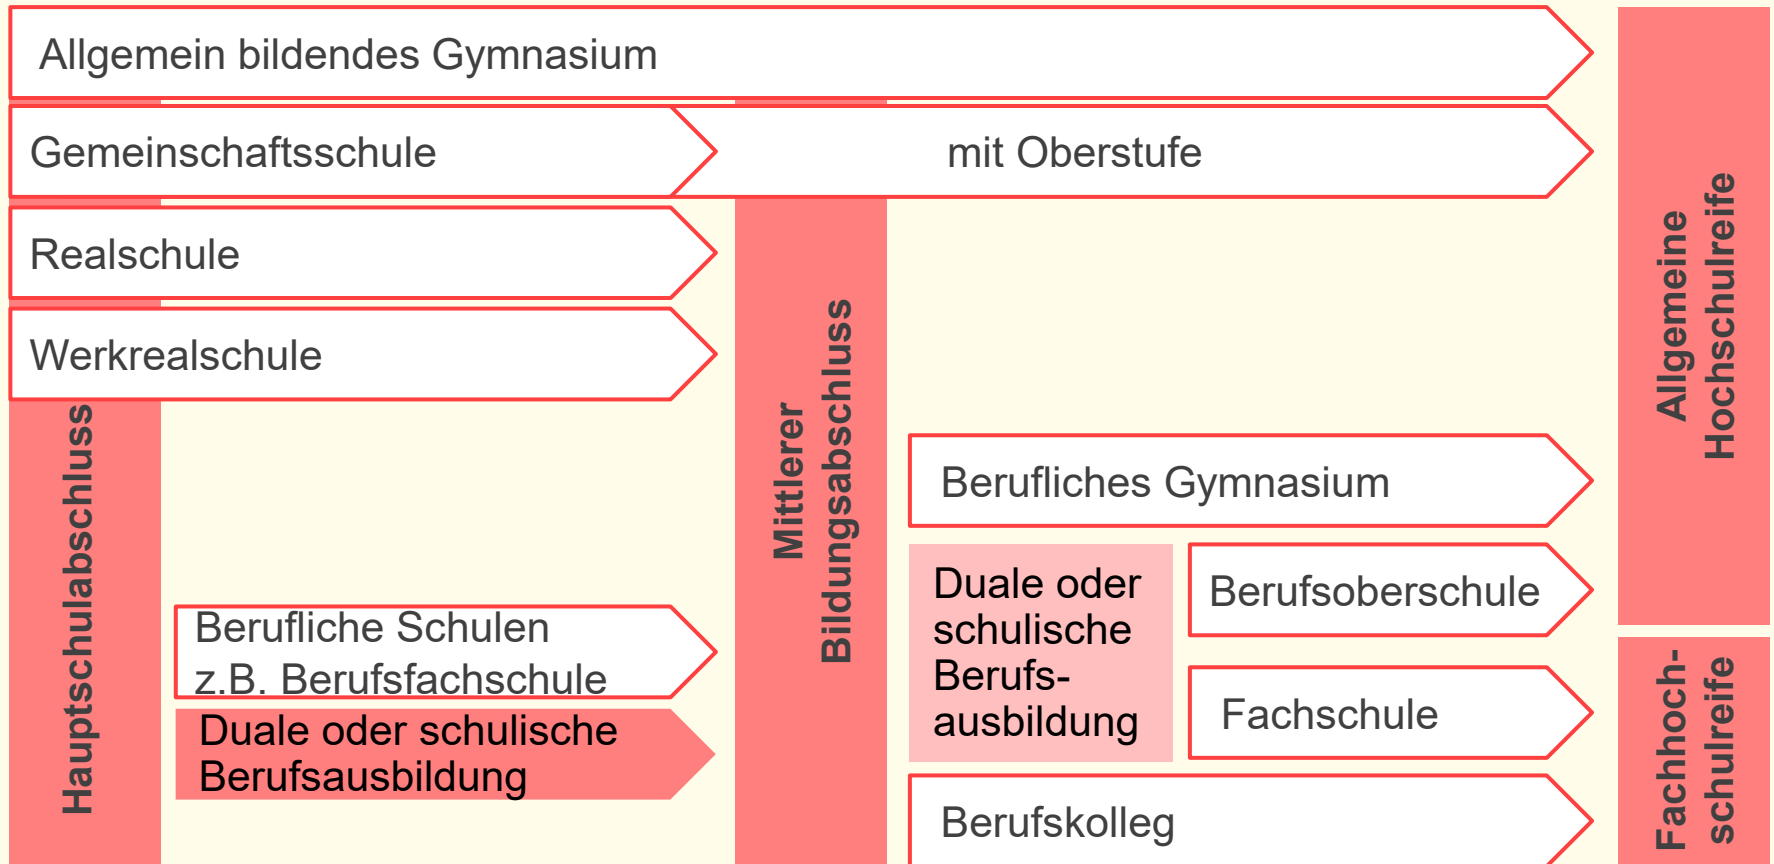 Allgemein bildendes Gymnasium
Gemeinschaftsschule
mit Oberstufe
Realschule
Werkrealschule
Hauptschulabschluss
Berufliche Schulen
z.B. Berufsfachschule
Duale oder schulische
Berufsausbildung
Mittlerer
Bildungsabschluss
Berufliches Gymnasium
Duale oder
schulische
Berufs-
ausbildung
Berufsoberschule
Fachschule
Berufskolleg
Allgemeine
Hochschulreife
Fachhoch-
schulreife